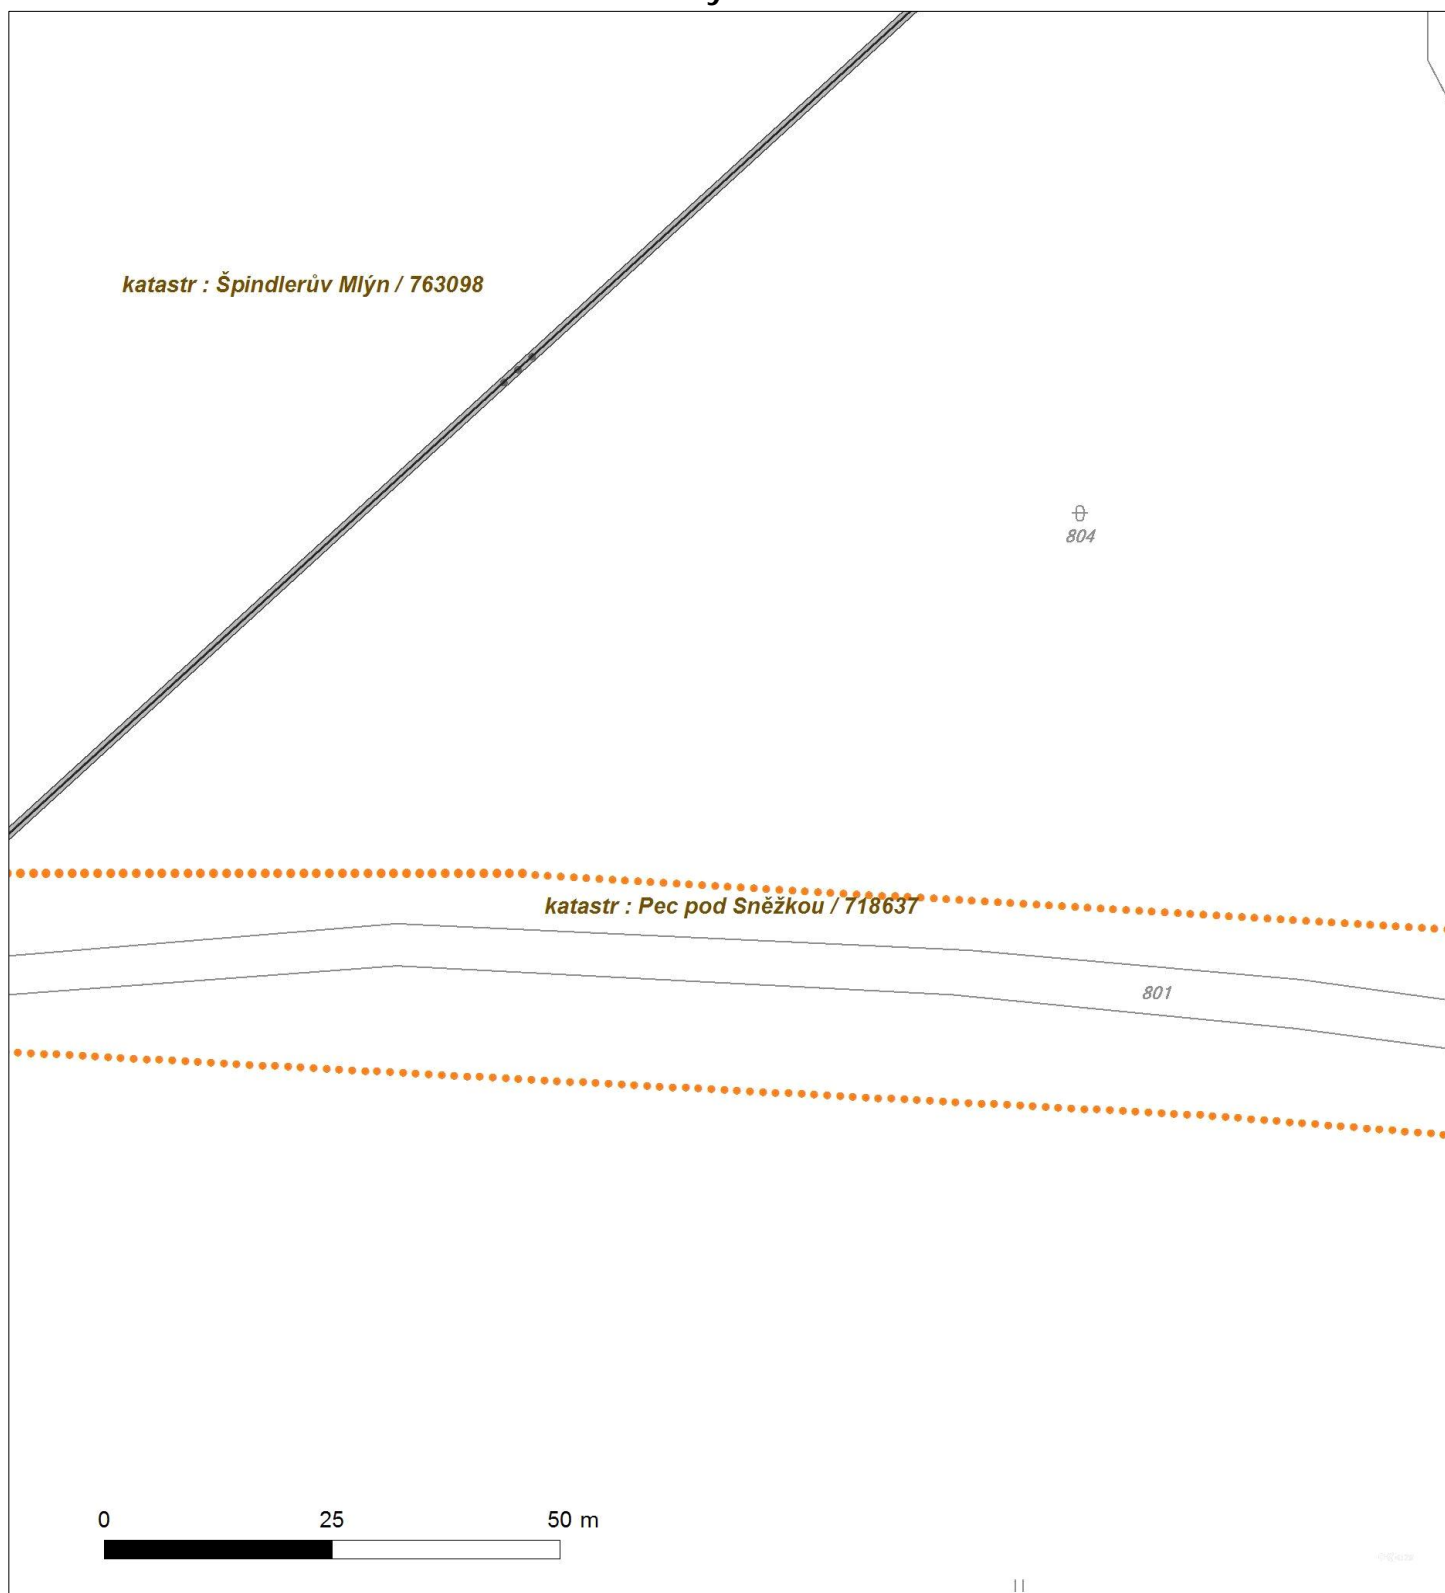 katastr : Špindlerův Mlýn / 763098
804
katastr : Pec pod Sněžkou / 718637
801
0 25 50 m